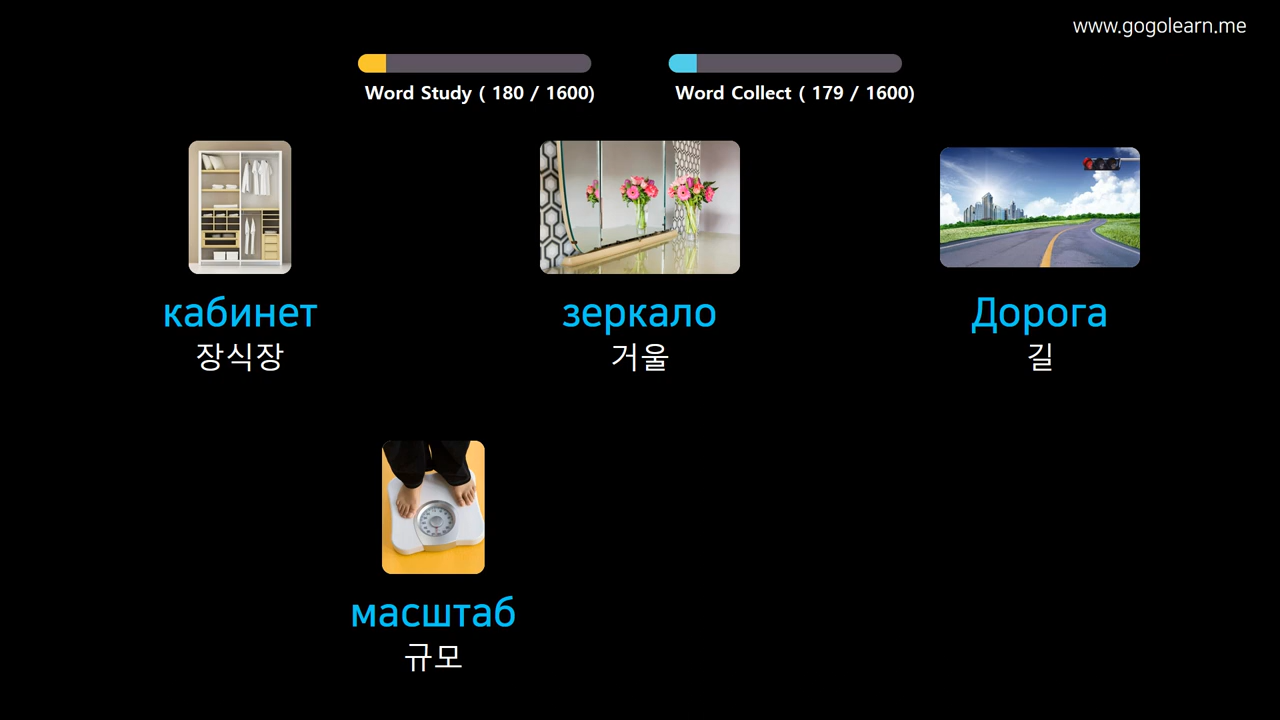 www.gogolearn.me
Word Study ( 180 / 1600)
Word Collect ( 179 / 1600)
кабинет
장식장
зеркало
거울
Дорога
길
масштаб
규모